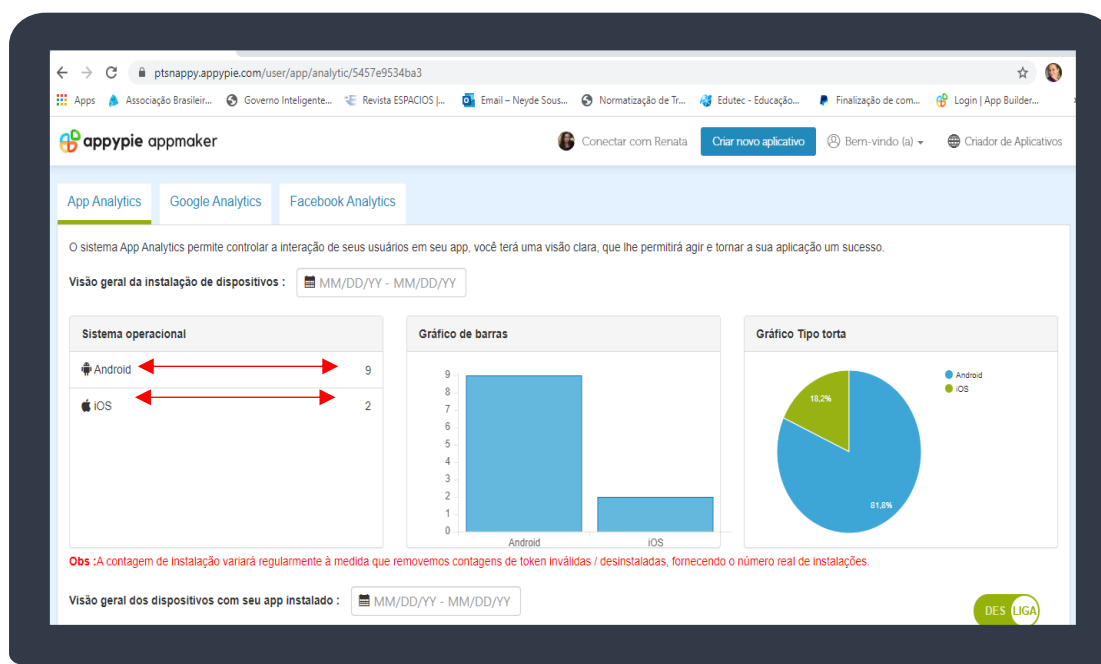 ptsnappy.appypie.com/user/app/analytic/5457e9534ba3
Apps Associação Brasileir... Governo Inteligente... Revista ESPACIOS |... Email – Neyde Sous... Normatização de Tr... Edutec - Educação... Finalização de com... Login | App Builder...
appypie appmaker Conectar com Renata Criar novo aplicativo Bem-vindo (a) Criador de Aplicativos
App Analytics Google Analytics Facebook Analytics
O sistema App Analytics permite controlar a interação de seus usuários em seu app, você terá uma visão clara, que lhe permitirá agir e tornar a sua aplicação um sucesso.
Visão geral da instalação de dispositivos : MM/DD/YY - MM/DD/YY
Sistema operacional
Android 9
iOS 2
Gráfico de barras
9
8
7
6
5
4
3
2
1
0
Android iOS
Gráfico Tipo torta
18,2%
81,8%
Android
iOS
Obs :A contagem de instalação variará regularmente à medida que removemos contagens de token inválidas / desinstaladas, fornecendo o número real de instalações.
Visão geral dos dispositivos com seu app instalado : MM/DD/YY - MM/DD/YY
DES LIGA